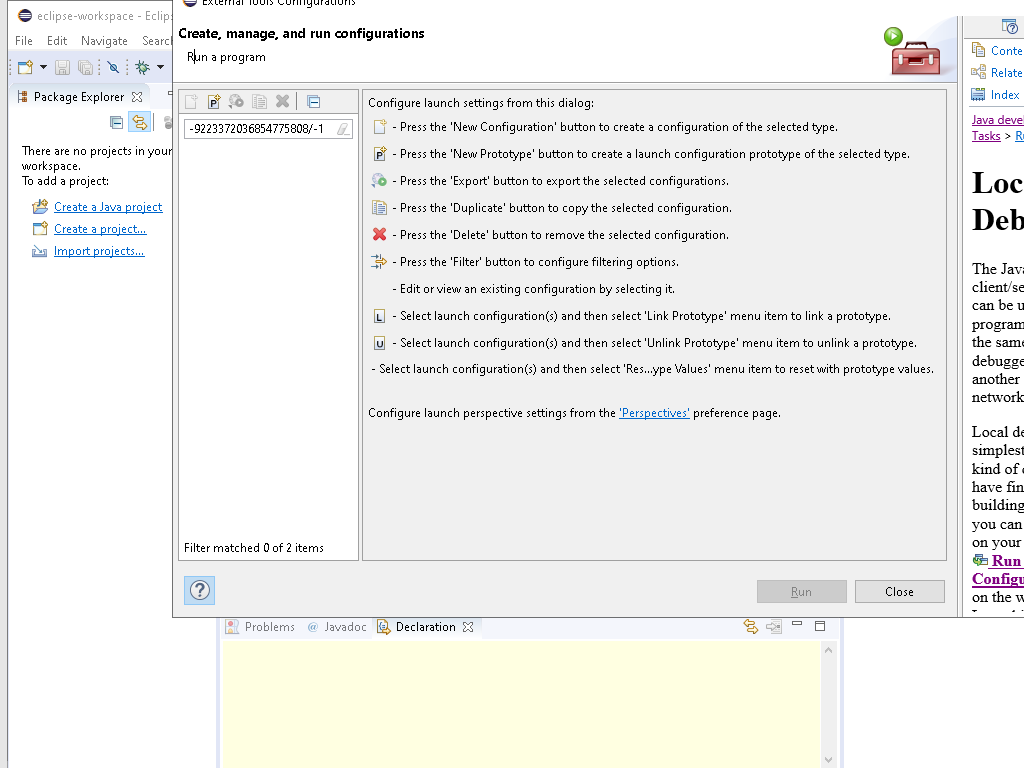 eclipse-workspace - Eclips
External Tools Configurations
File Edit Navigate Search
Create, manage, and run configurations
Run a program
Package Explorer
There are no projects in your
workspace.
To add a project:
Create a Java project
Create a project...
Import projects...
-9223372036854775808/-1
Filter matched 0 of 2 items
Configure launch settings from this dialog:
- Press the 'New Configuration' button to create a configuration of the selected type.
P - Press the 'New Prototype' button to create a launch configuration prototype of the selected type.
- Press the 'Export' button to export the selected configurations.
- Press the 'Duplicate' button to copy the selected configuration.
- Press the 'Delete' button to remove the selected configuration.
- Press the 'Filter' button to configure filtering options.
- Edit or view an existing configuration by selecting it.
L - Select launch configuration(s) and then select 'Link Prototype' menu item to link a prototype.
U - Select launch configuration(s) and then select 'Unlink Prototype' menu item to unlink a prototype.
- Select launch configuration(s) and then select 'Res...ype Values' menu item to reset with prototype values.
Configure launch perspective settings from the 'Perspectives' preference page.
Run Close
Conte
Relate
Index
Java deve
Tasks > Ru
Loc
Deb
The Java
client/se
can be u
program
the same
debugge
another
network
Local de
simplest
kind of d
have fin
building
you can
on your
Run
Configu
on the w
Problems @ Javadoc Declaration